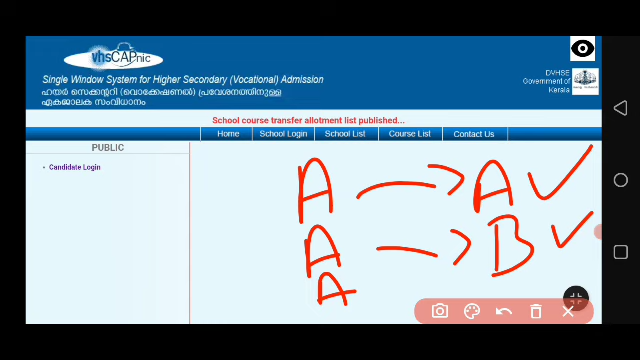 vhsCAPnic
Single Window System for Higher Secondary (Vocational) Admission
ഹയർ സെക്കന്ററി (വൊക്കേഷണൽ) പ്രവേശനത്തിനുള്ള
ഏകജാലക സംവിധാനം
DVHSE
Government of
Kerala
School course transfer allotment list published...
Home School Login School List Course List Contact Us
PUBLIC
Candidate Login
A → A ✓
A → B ✓
A